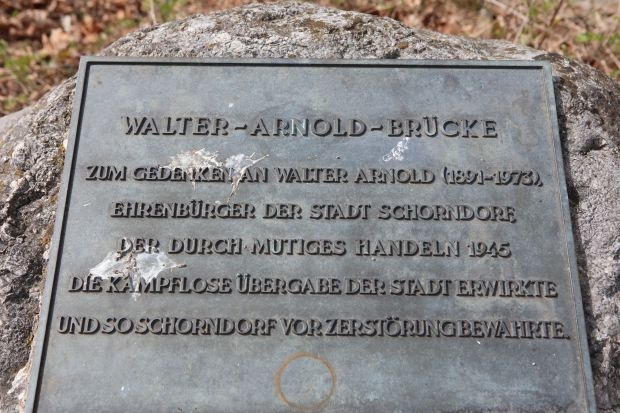 WALTER-ARNOLD-BRÜCKE
ZUM GEDENKEN AN WALTER ARNOLD (1891-1973),
EHRENBÜRGER DER STADT SCHORNDORF,
DER DURCH MUTIGES HANDELN 1945
DIE KAMPFLOSE ÜBERGABE DER STADT ERWIRKTE
UND SO SCHORNDORF VOR ZERSTÖRUNG BEWAHRTE.